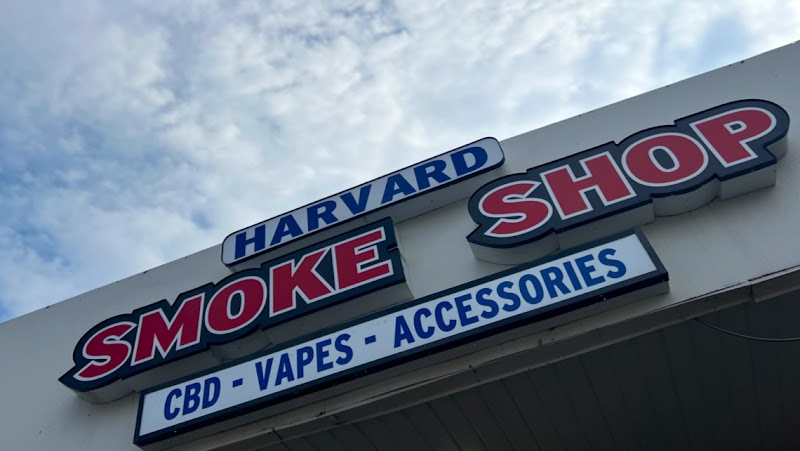 HARVARD
SMOKE SHOP
CBD - VAPES - ACCESSORIES